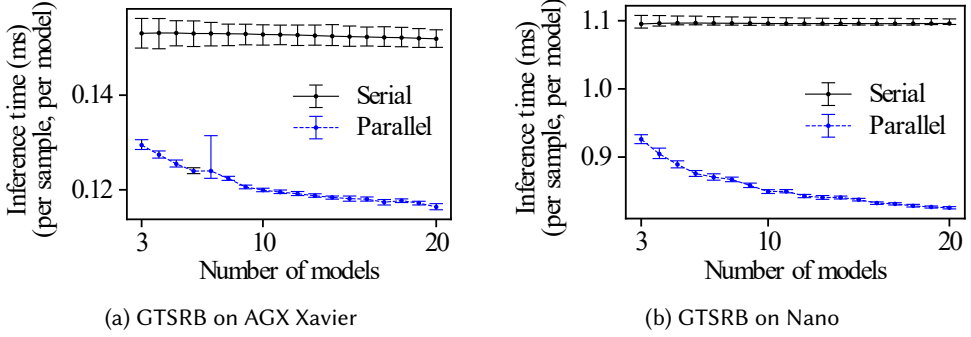 Inference time (ms)
(per sample, per model)
0.14
0.12
Serial
Parallel
3
10
20
Number of models
(a) GTSRB on AGX Xavier
Inference time (ms)
(per sample, per model)
1.1
1.0
0.9
Serial
Parallel
3
10
20
Number of models
(b) GTSRB on Nano